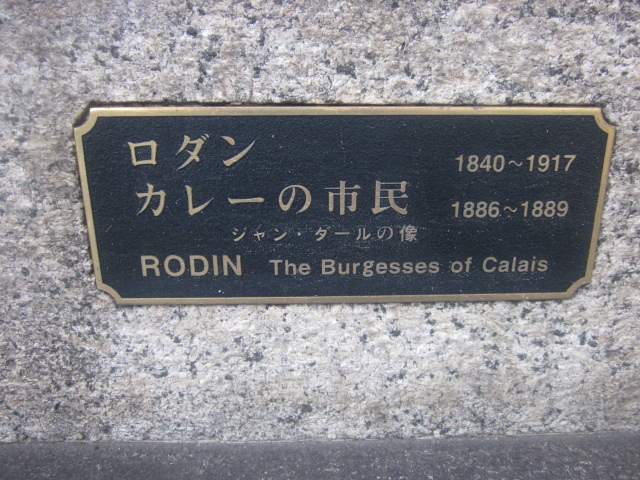 ロダン 1840～1917
カレーの市民 1886～1889
ジャン・ダールの像
RODIN The Burgesses of Calais